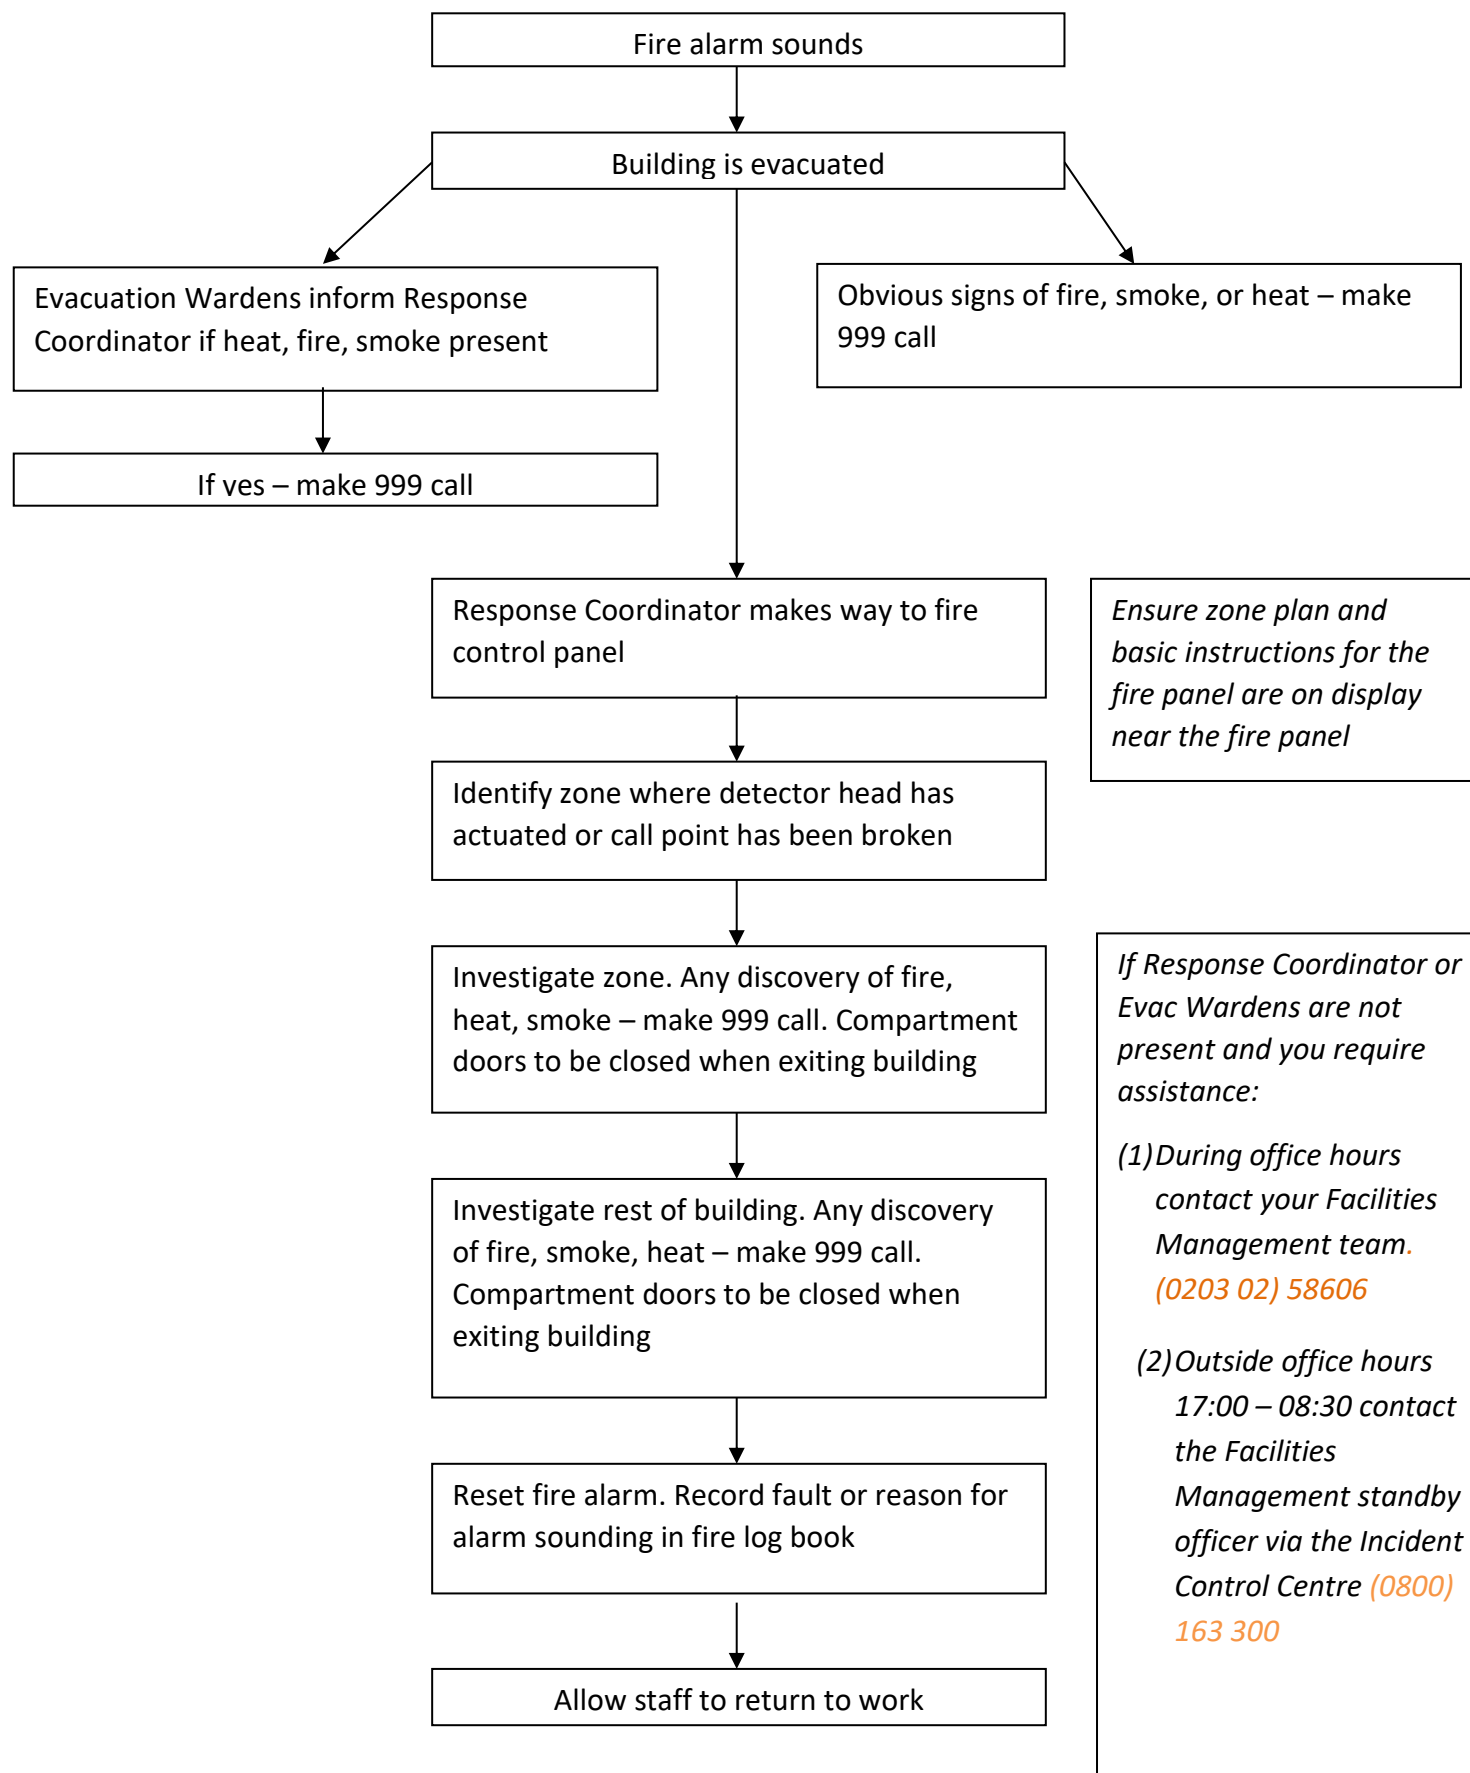 Fire alarm sounds
Building is evacuated
Evacuation Wardens inform Response
Coordinator if heat, fire, smoke present
Obvious signs of fire, smoke, or heat – make
999 call
If yes – make 999 call
Response Coordinator makes way to fire
control panel
Ensure zone plan and
basic instructions for the
fire panel are on display
near the fire panel
Identify zone where detector head has
actuated or call point has been broken
Investigate zone. Any discovery of fire,
heat, smoke – make 999 call. Compartment
doors to be closed when exiting building
Investigate rest of building. Any discovery
of fire, smoke, heat – make 999 call.
Compartment doors to be closed when
exiting building
Reset fire alarm. Record fault or reason for
alarm sounding in fire log book
Allow staff to return to work
If Response Coordinator or
Evac Wardens are not
present and you require
assistance:
(1) During office hours
contact your Facilities
Management team.
(0203 02) 58606
(2) Outside office hours
17:00 – 08:30 contact
the Facilities
Management standby
officer via the Incident
Control Centre (0800)
163 300